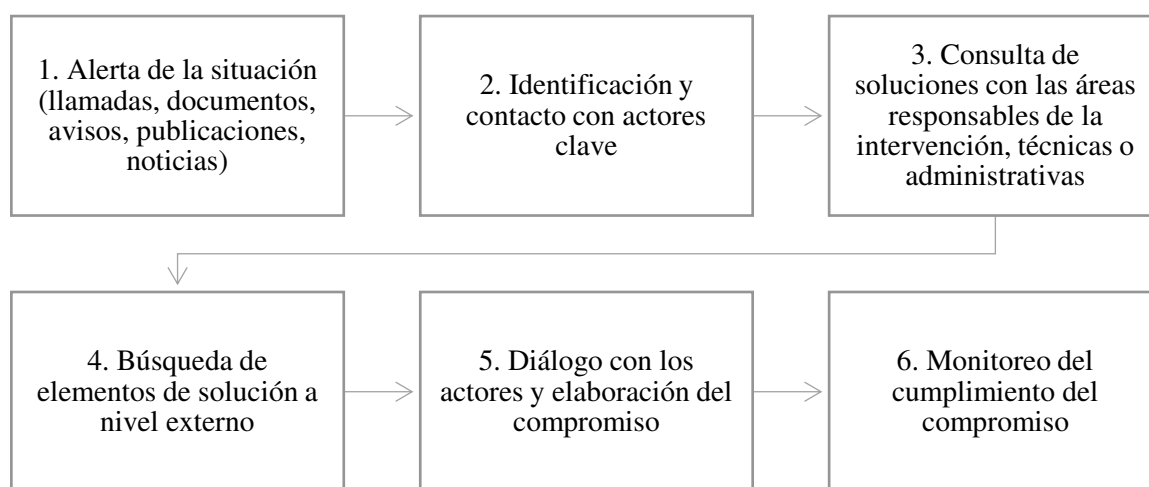 1. Alerta de la situación
(llamadas, documentos,
avisos, publicaciones,
noticias)
2. Identificación y
contacto con actores
clave
3. Consulta de
soluciones con las áreas
responsables de la
intervención, técnicas o
administrativas
4. Búsqueda de
elementos de solución a
nivel externo
5. Diálogo con los
actores y elaboración del
compromiso
6. Monitoreo del
cumplimiento del
compromiso